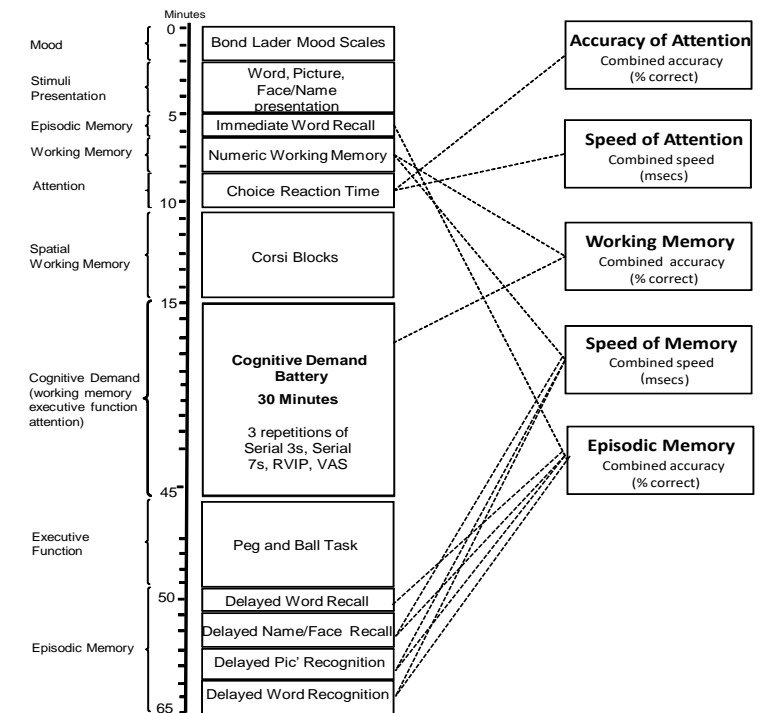 Minutes
0
5
10
15
45
50
65
Mood
Stimuli
Presentation
Episodic Memory
Working Memory
Attention
Spatial
Working Memory
Cognitive Demand
(working memory
executive function
attention)
Executive
Function
Episodic Memory
Bond Lader Mood Scales
Word, Picture,
Face/Name
presentation
Immediate Word Recall
Numeric Working Memory
Choice Reaction Time
Corsi Blocks
Cognitive Demand
Battery
30 Minutes
3 repetitions of
Serial 3s, Serial
7s, RVIP, VAS
Peg and Ball Task
Delayed Word Recall
Delayed Name/Face Recall
Delayed Pic' Recognition
Delayed Word Recognition
Accuracy of Attention
Combined accuracy
(% correct)
Speed of Attention
Combined speed
(msecs)
Working Memory
Combined accuracy
(% correct)
Speed of Memory
Combined speed
(msecs)
Episodic Memory
Combined accuracy
(% correct)